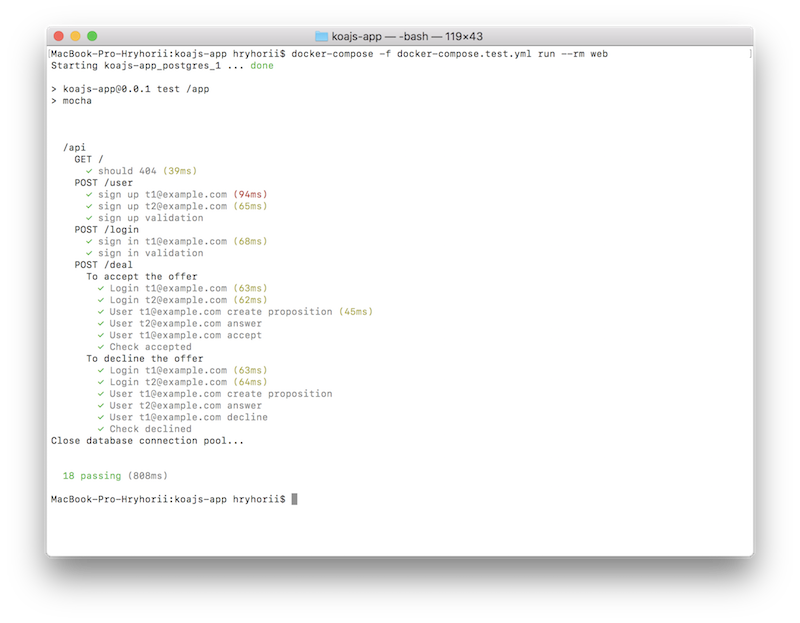 koajs-app — -bash — 119×43
[MacBook-Pro-Hryhorii:koajs-app hryhorii$ docker-compose -f docker-compose.test.yml run --rm web ]
Starting koajs-app_postgres_1 ... done
> koajs-app@0.0.1 test /app
> mocha
/api
GET /
✓ should 404 (39ms)
POST /user
✓ sign up t1@example.com (94ms)
✓ sign up t2@example.com (65ms)
✓ sign up validation
POST /login
✓ sign in t1@example.com (68ms)
✓ sign in validation
POST /deal
To accept the offer
✓ Login t1@example.com (63ms)
✓ Login t2@example.com (62ms)
✓ User t1@example.com create proposition (45ms)
✓ User t2@example.com answer
✓ User t1@example.com accept
✓ Check accepted
To decline the offer
✓ Login t1@example.com (63ms)
✓ Login t2@example.com (64ms)
✓ User t1@example.com create proposition
✓ User t2@example.com answer
✓ User t1@example.com decline
✓ Check declined
Close database connection pool...
18 passing (808ms)
MacBook-Pro-Hryhorii:koajs-app hryhorii$